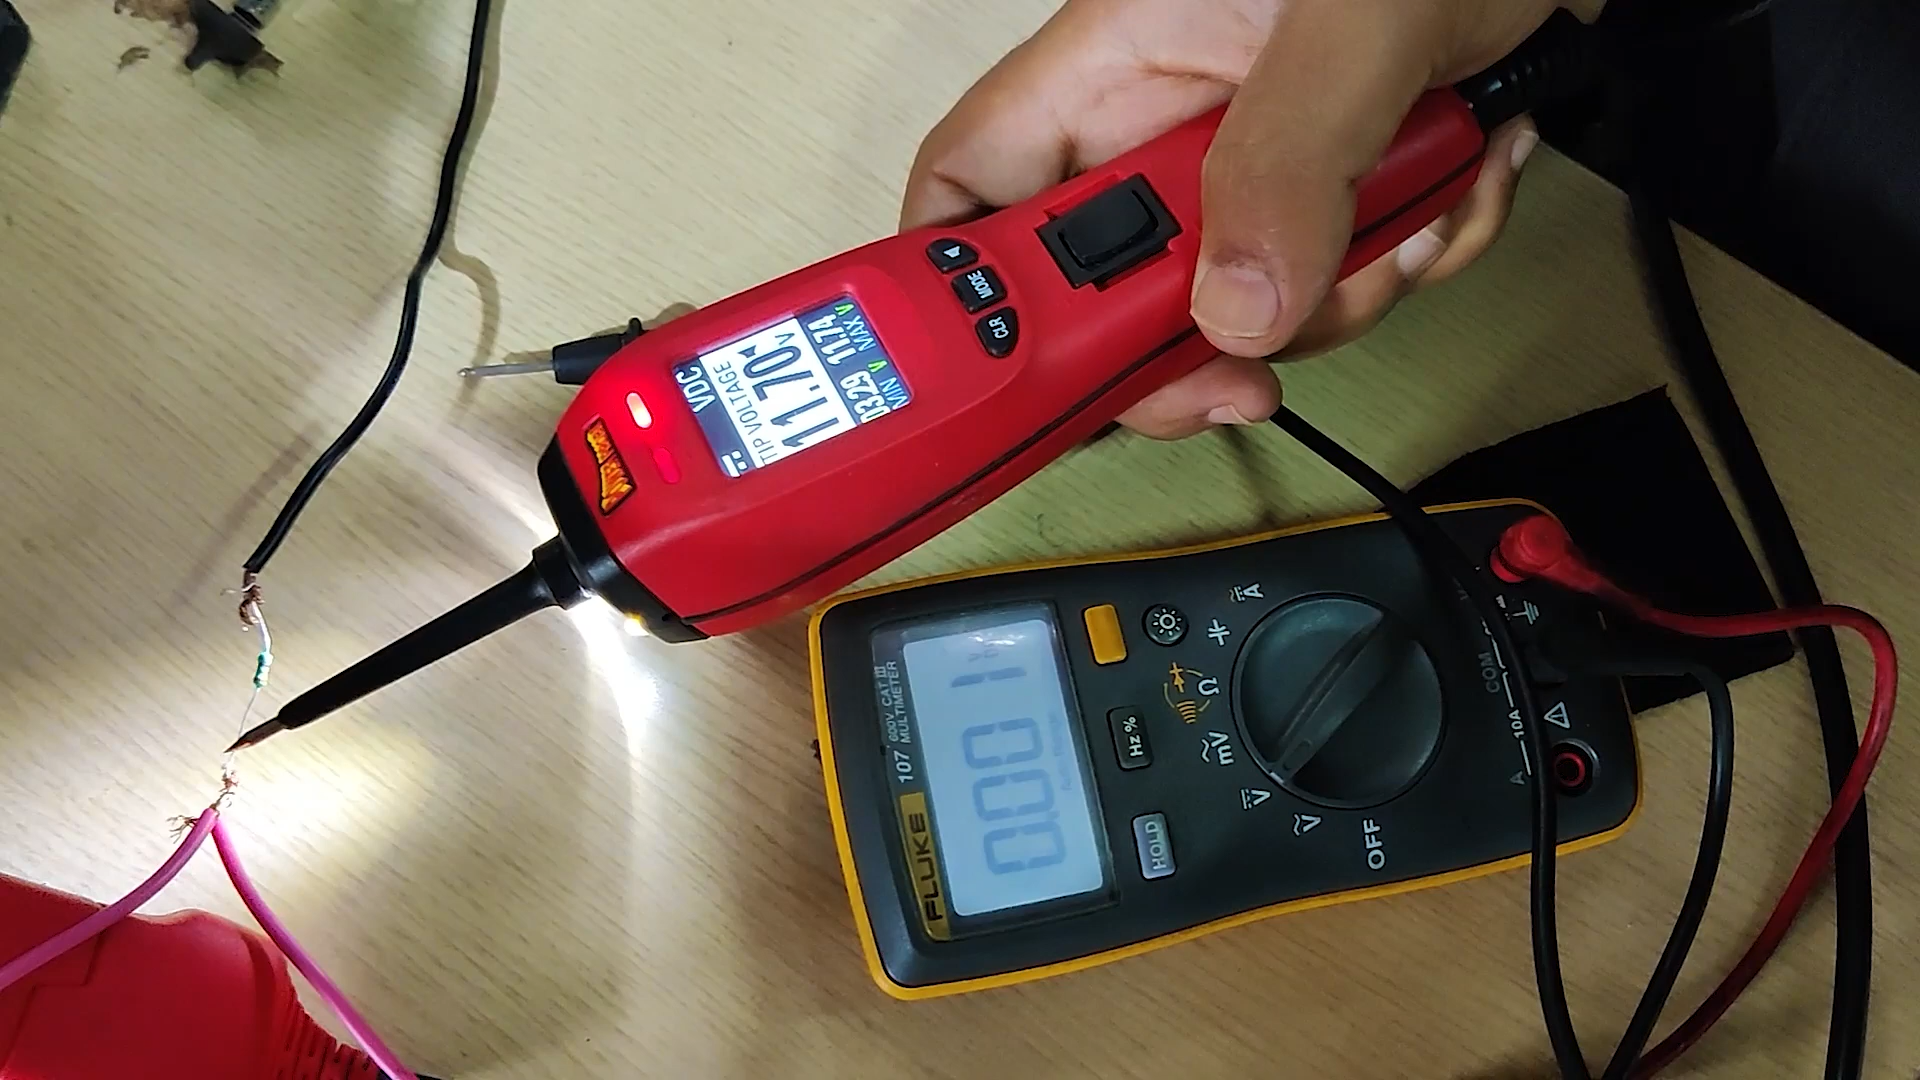 VDC
TIP VOLTAGE
11.70 V
03.29 11.74
MIN V MAX V
MODE
CLR
FLUKE
107 600V CAT III
MULTIMETER
0.001 V
HOLD
Hz %
OFF
Ṽ
V
mV
Ω
A
A
10A
COM